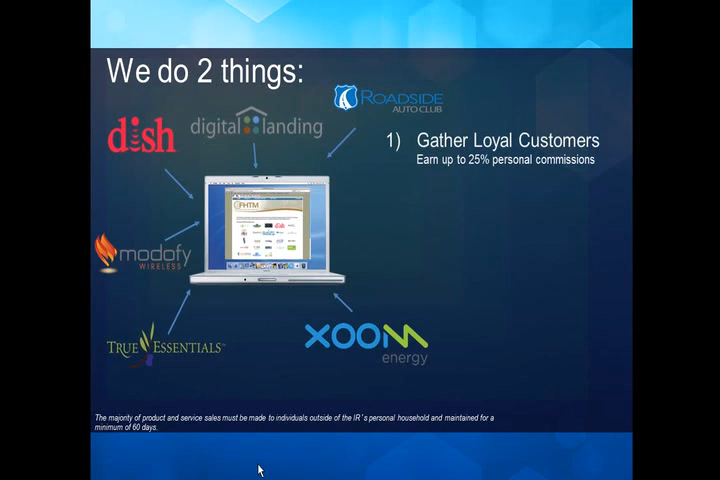 We do 2 things:
ROADSIDE
AUTO CLUB
dish
digital landing
1) Gather Loyal Customers
Earn up to 25% personal commissions
FHTM
modofy
WIRELESS
TRUE ESSENTIALS™
XOOM
energy
The majority of product and service sales must be made to individuals outside of the IR's personal household and maintained for a
minimum of 60 days.